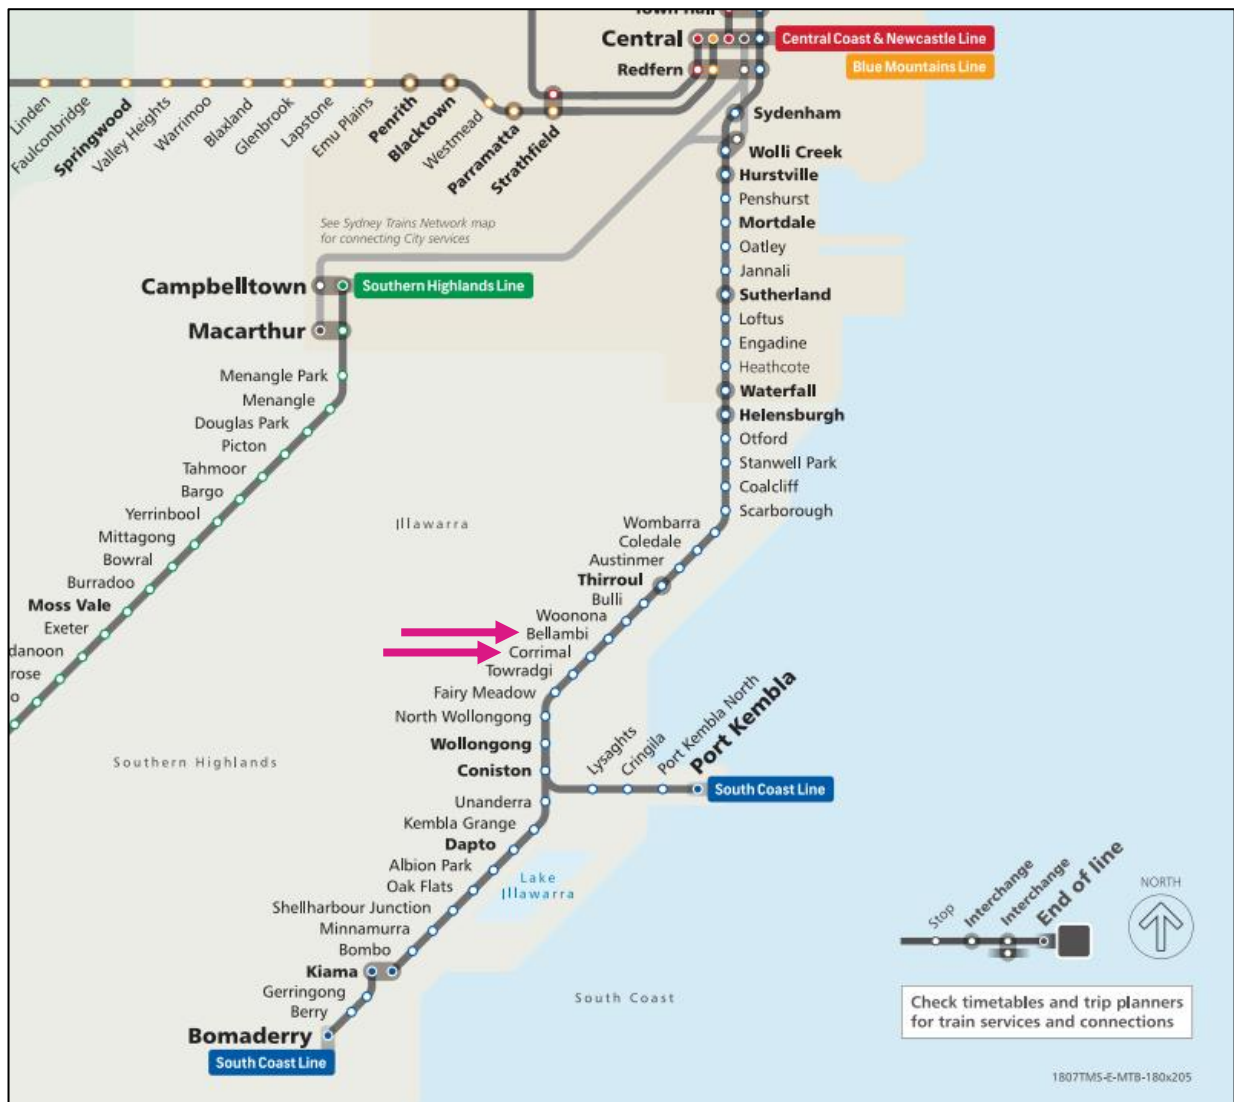 Town Hall
Central
Central Coast & Newcastle Line
Redfern
Blue Mountains Line
Linden
Faulconbridge
Springwood
Valley Heights
Warrimoo
Blaxland
Glenbrook
Lapstone
Emu Plains
Penrith
Blacktown
Westmead
Parramatta
Strathfield
Sydenham
Wolli Creek
Hurstville
Penshurst
Mortdale
Oatley
Jannali
Sutherland
Loftus
Engadine
Heathcote
Waterfall
Helensburgh
Otford
Stanwell Park
Coalcliff
Scarborough
See Sydney Trains Network map
for connecting City services
Campbelltown
Southern Highlands Line
Macarthur
Menangle Park
Menangle
Douglas Park
Picton
Tahmoor
Bargo
Yerrinbool
Mittagong
Bowral
Burradoo
Moss Vale
Exeter
danoon
rose
o
Illawarra
Southern Highlands
Wombarra
Coledale
Austinmer
Thirroul
Bulli
Woonona
Bellambi
Corrimal
Towradgi
Fairy Meadow
North Wollongong
Wollongong
Coniston
Lysaghts
Cringila
Port Kembla North
Port Kembla
South Coast Line
Unanderra
Kembla Grange
Dapto
Albion Park
Oak Flats
Lake
Illawarra
Shellharbour Junction
Minnamurra
Bombo
Kiama
Gerringong
Berry
Bomaderry
South Coast Line
South Coast
Stop
Interchange
Interchange
End of line
NORTH
Check timetables and trip planners
for train services and connections
1807TMS-E-MTB-180x205